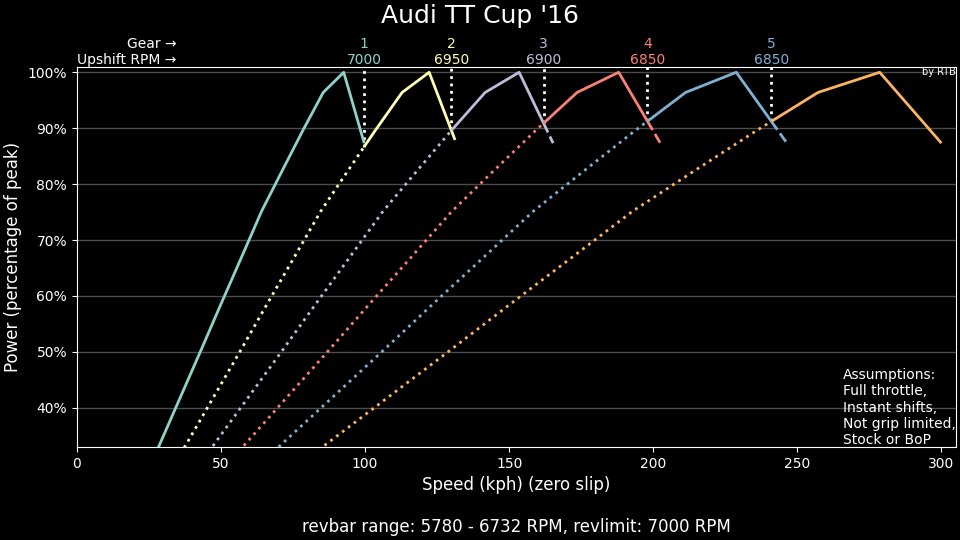 Audi TT Cup '16
Gear → 1 2 3 4 5
Upshift RPM → 7000 6950 6900 6850 6850
by RTB
100%
90%
80%
70%
60%
50%
40%
Power (percentage of peak)
Assumptions:
Full throttle,
Instant shifts,
Not grip limited,
Stock or BoP
0 50 100 150 200 250 300
Speed (kph) (zero slip)
revbar range: 5780 - 6732 RPM, revlimit: 7000 RPM